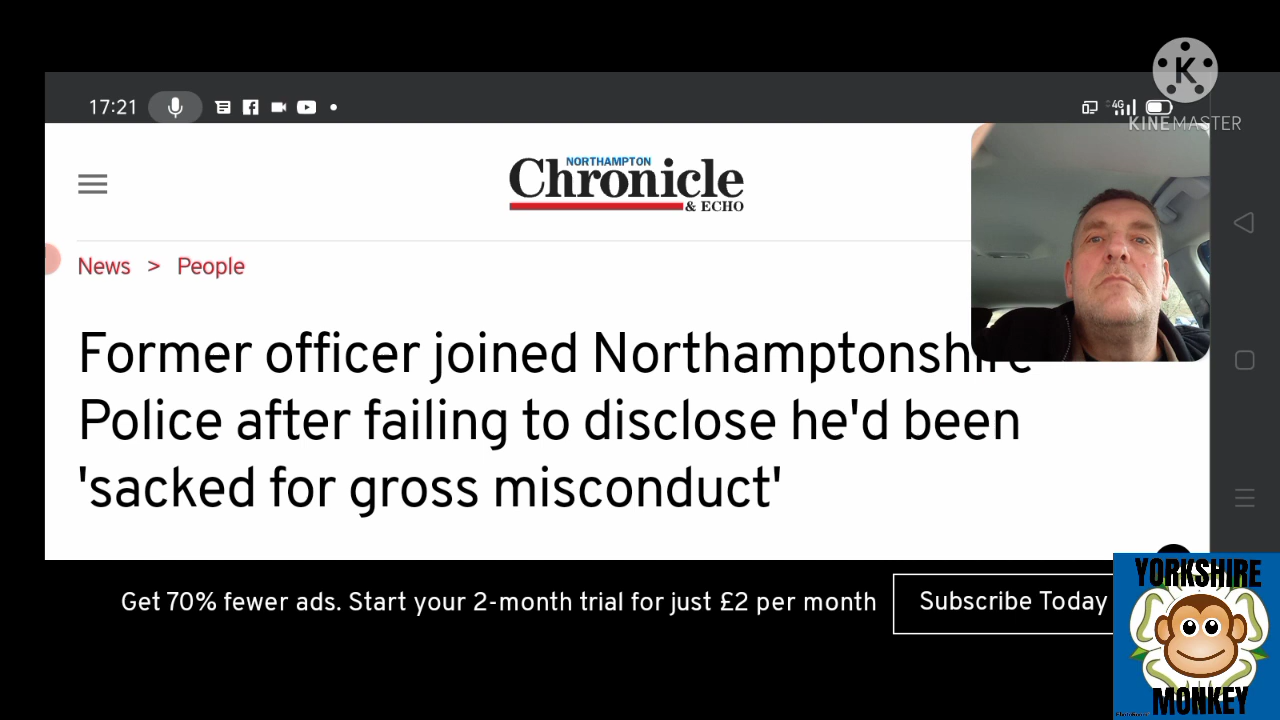 17:21
4G
K
KINEMASTER
NORTHAMPTON
Chronicle
& ECHO
News > People
Former officer joined Northamptonshire
Police after failing to disclose he'd been
'sacked for gross misconduct'
Get 70% fewer ads. Start your 2-month trial for just £2 per month
Subscribe Today
YORKSHIRE
MONKEY